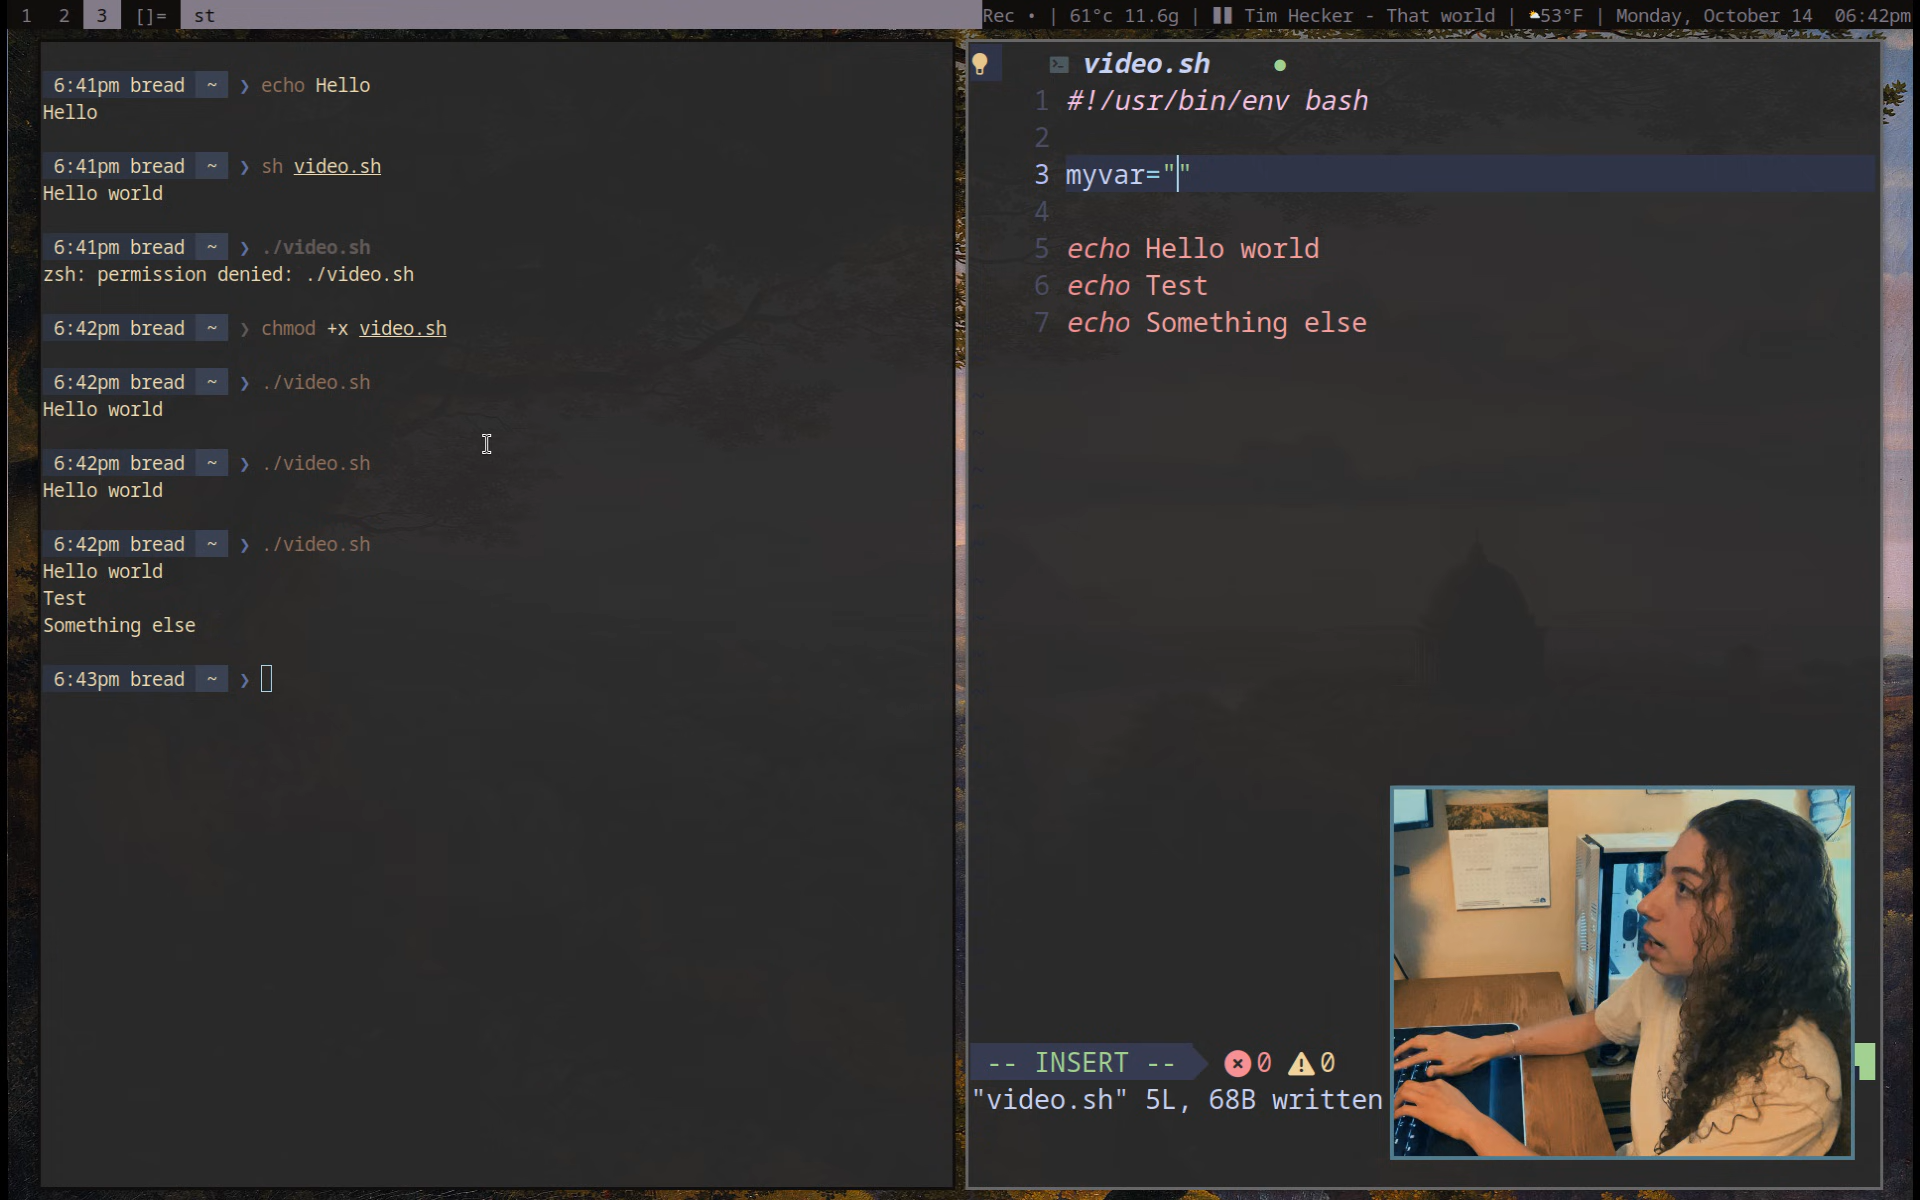 1 2 3 []= st Rec • | 61°c 11.6g | Tim Hecker - That world | 53°F | Monday, October 14 06:42pm
6:41pm bread ~ ❯ echo Hello
Hello
6:41pm bread ~ ❯ sh video.sh
Hello world
6:41pm bread ~ ❯ ./video.sh
zsh: permission denied: ./video.sh
6:42pm bread ~ ❯ chmod +x video.sh
6:42pm bread ~ ❯ ./video.sh
Hello world
6:42pm bread ~ ❯ ./video.sh
Hello world
6:42pm bread ~ ❯ ./video.sh
Hello world
Test
Something else
6:43pm bread ~ ❯
video.sh
1 #!/usr/bin/env bash
2
3 myvar=""
4
5 echo Hello world
6 echo Test
7 echo Something else
-- INSERT -- 0 0
"video.sh" 5L, 68B written